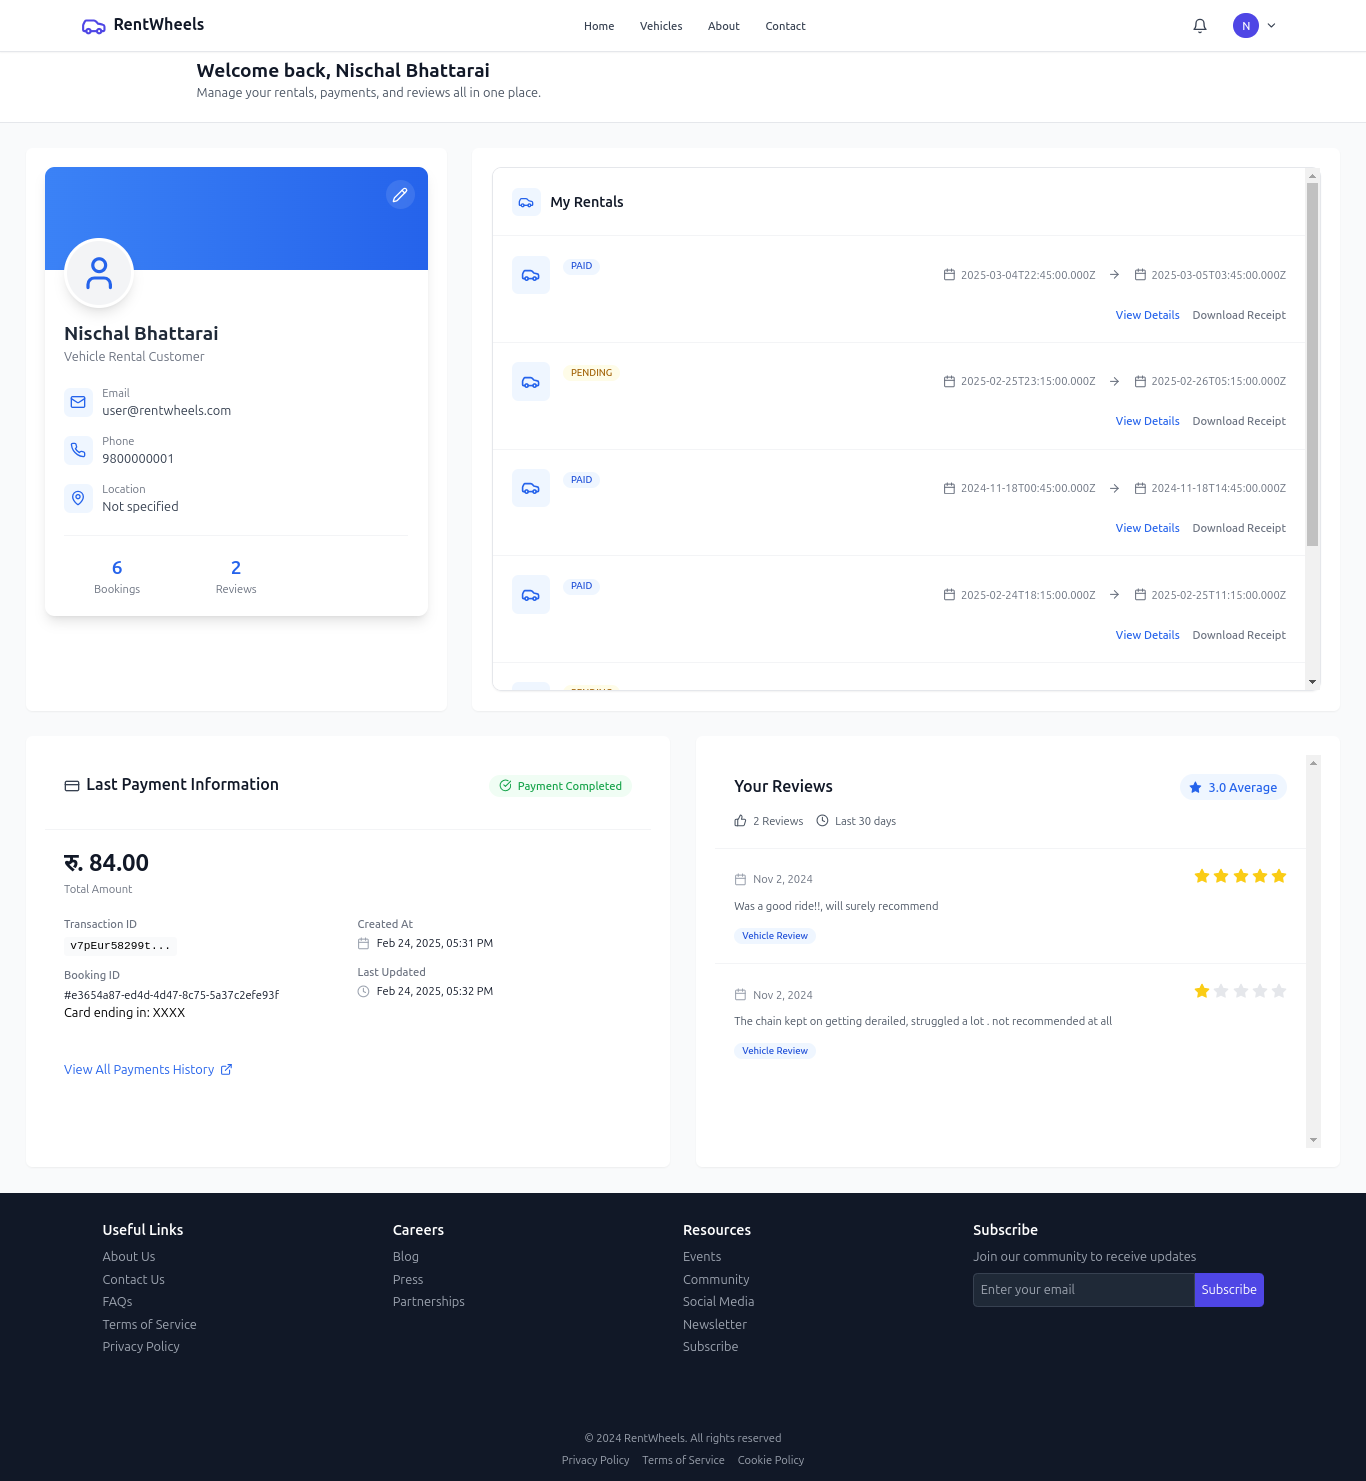 RentWheels
Home
Vehicles
About
Contact
N
Welcome back, Nischal Bhattarai
Manage your rentals, payments, and reviews all in one place.
Nischal Bhattarai
Vehicle Rental Customer
Email
user@rentwheels.com
Phone
9800000001
Location
Not specified
6
Bookings
2
Reviews
My Rentals
PAID
2025-03-04T22:45:00.000Z
2025-03-05T03:45:00.000Z
View Details
Download Receipt
PENDING
2025-02-25T23:15:00.000Z
2025-02-26T05:15:00.000Z
View Details
Download Receipt
PAID
2024-11-18T00:45:00.000Z
2024-11-18T14:45:00.000Z
View Details
Download Receipt
PAID
2025-02-24T18:15:00.000Z
2025-02-25T11:15:00.000Z
View Details
Download Receipt
PENDING
Last Payment Information
Payment Completed
रु. 84.00
Total Amount
Transaction ID
v7pEur58299t...
Booking ID
#e3654a87-ed4d-4d47-8c75-5a37c2efe93f
Card ending in: XXXX
Created At
Feb 24, 2025, 05:31 PM
Last Updated
Feb 24, 2025, 05:32 PM
View All Payments History
Your Reviews
3.0 Average
2 Reviews
Last 30 days
Nov 2, 2024
Was a good ride!!, will surely recommend
Vehicle Review
Nov 2, 2024
The chain kept on getting derailed, struggled a lot . not recommended at all
Vehicle Review
Useful Links
About Us
Contact Us
FAQs
Terms of Service
Privacy Policy
Careers
Blog
Press
Partnerships
Resources
Events
Community
Social Media
Newsletter
Subscribe
Subscribe
Join our community to receive updates
Enter your email
Subscribe
© 2024 RentWheels. All rights reserved
Privacy Policy
Terms of Service
Cookie Policy